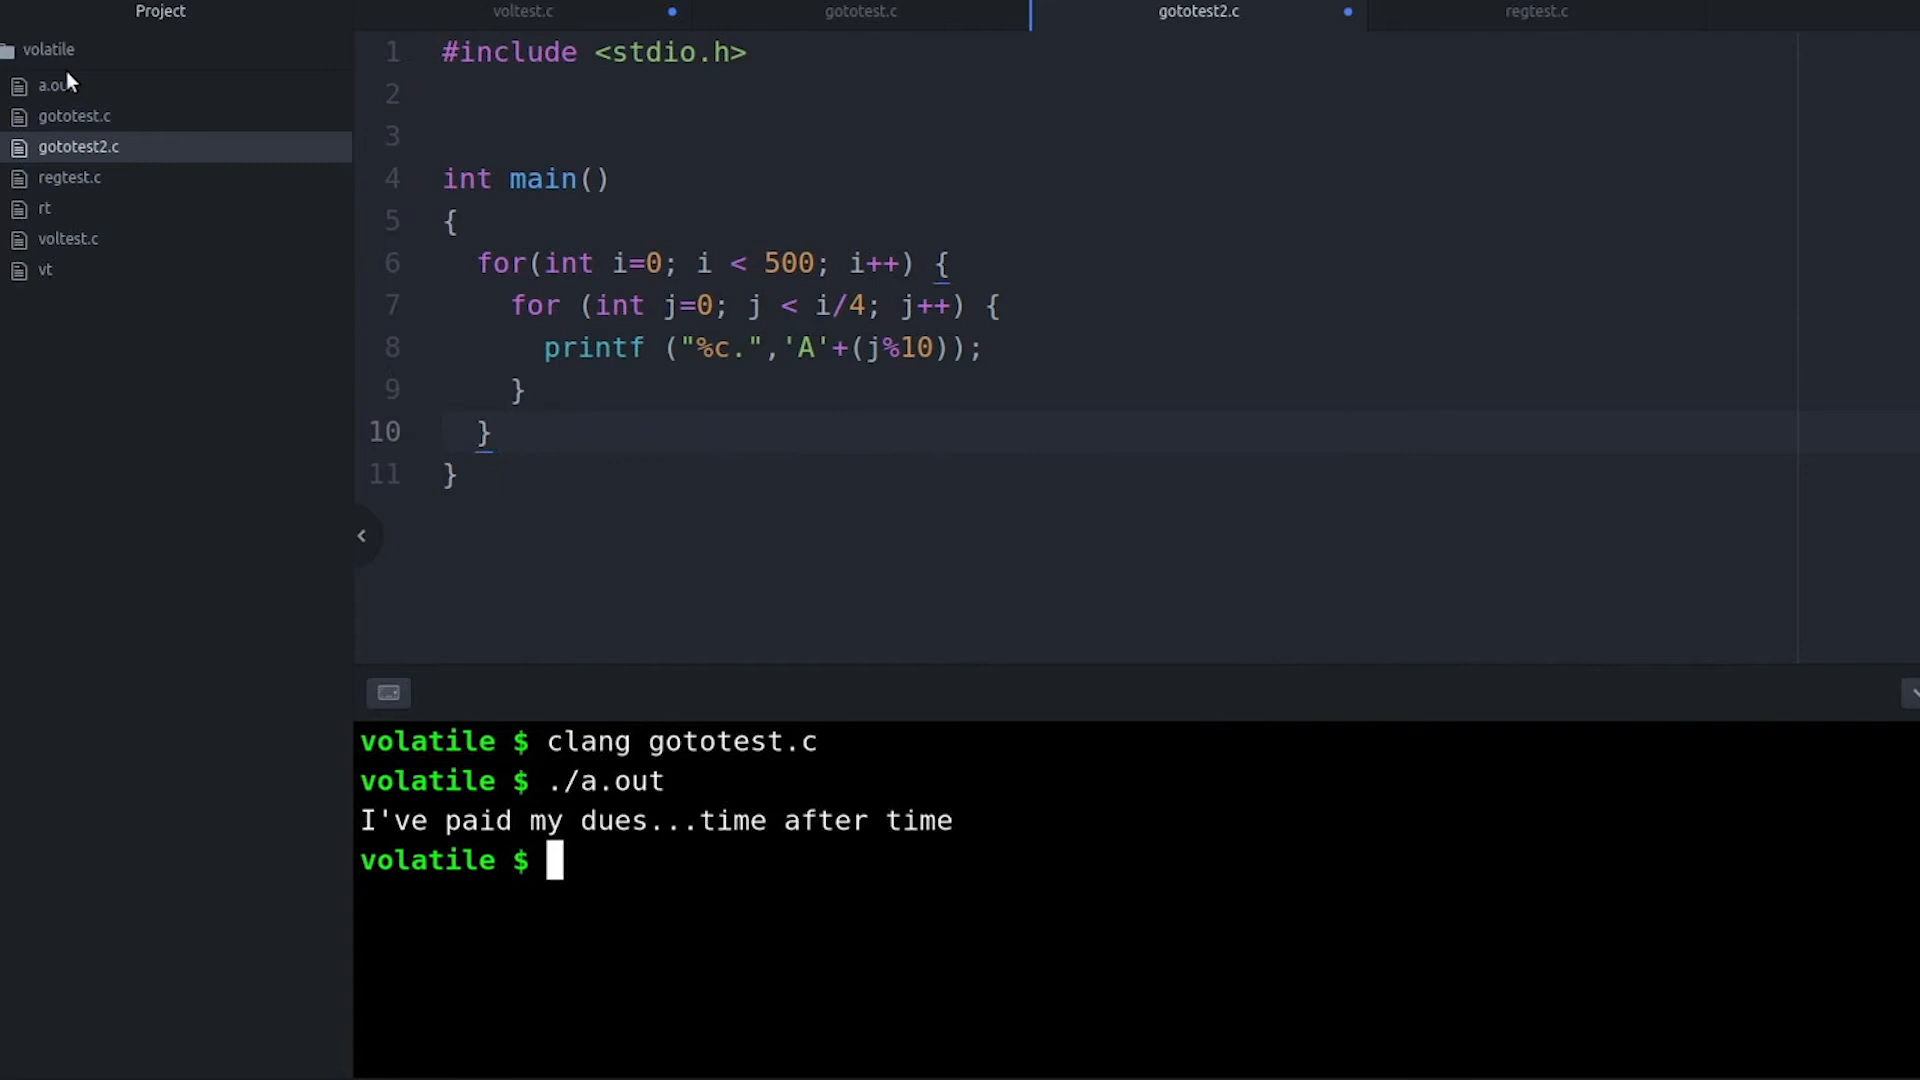 Project
volatile
a.ou
gototest.c
gototest2.c
regtest.c
rt
voltest.c
vt
voltest.c gototest.c gototest2.c regtest.c
1 #include <stdio.h>
2
3
4 int main()
5 {
6 for(int i=0; i < 500; i++) {
7 for (int j=0; j < i/4; j++) {
8 printf ("%c.",'A'+(j%10));
9 }
10 }
11 }
volatile $ clang gototest.c
volatile $ ./a.out
I've paid my dues...time after time
volatile $